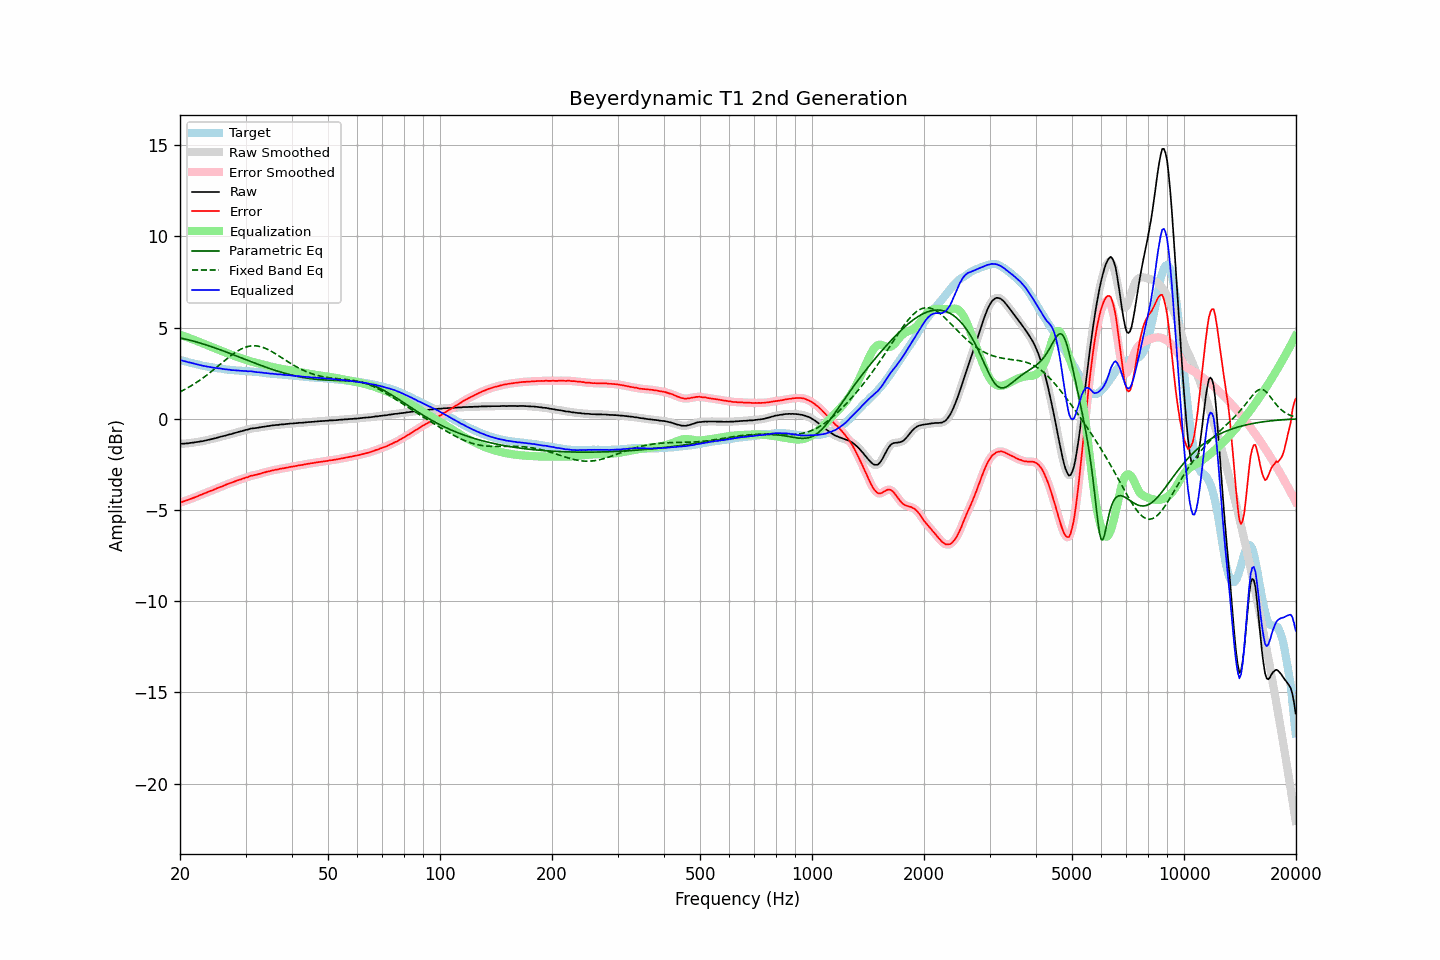 Beyerdynamic T1 2nd Generation
Target
Raw Smoothed
Error Smoothed
Raw
Error
Equalization
Parametric Eq
Fixed Band Eq
Equalized
15
10
5
0
−5
−10
−15
−20
Amplitude (dBr)
20
50
100
200
500
1000
2000
5000
10000
20000
Frequency (Hz)